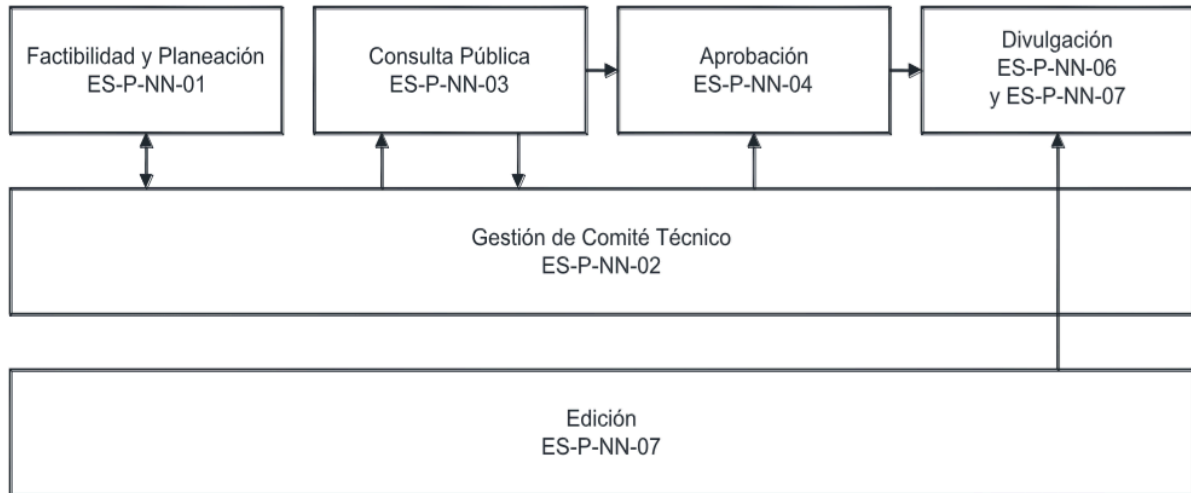 Factibilidad y Planeación
ES-P-NN-01
Consulta Pública
ES-P-NN-03
Aprobación
ES-P-NN-04
Divulgación
ES-P-NN-06
y ES-P-NN-07
Gestión de Comité Técnico
ES-P-NN-02
Edición
ES-P-NN-07